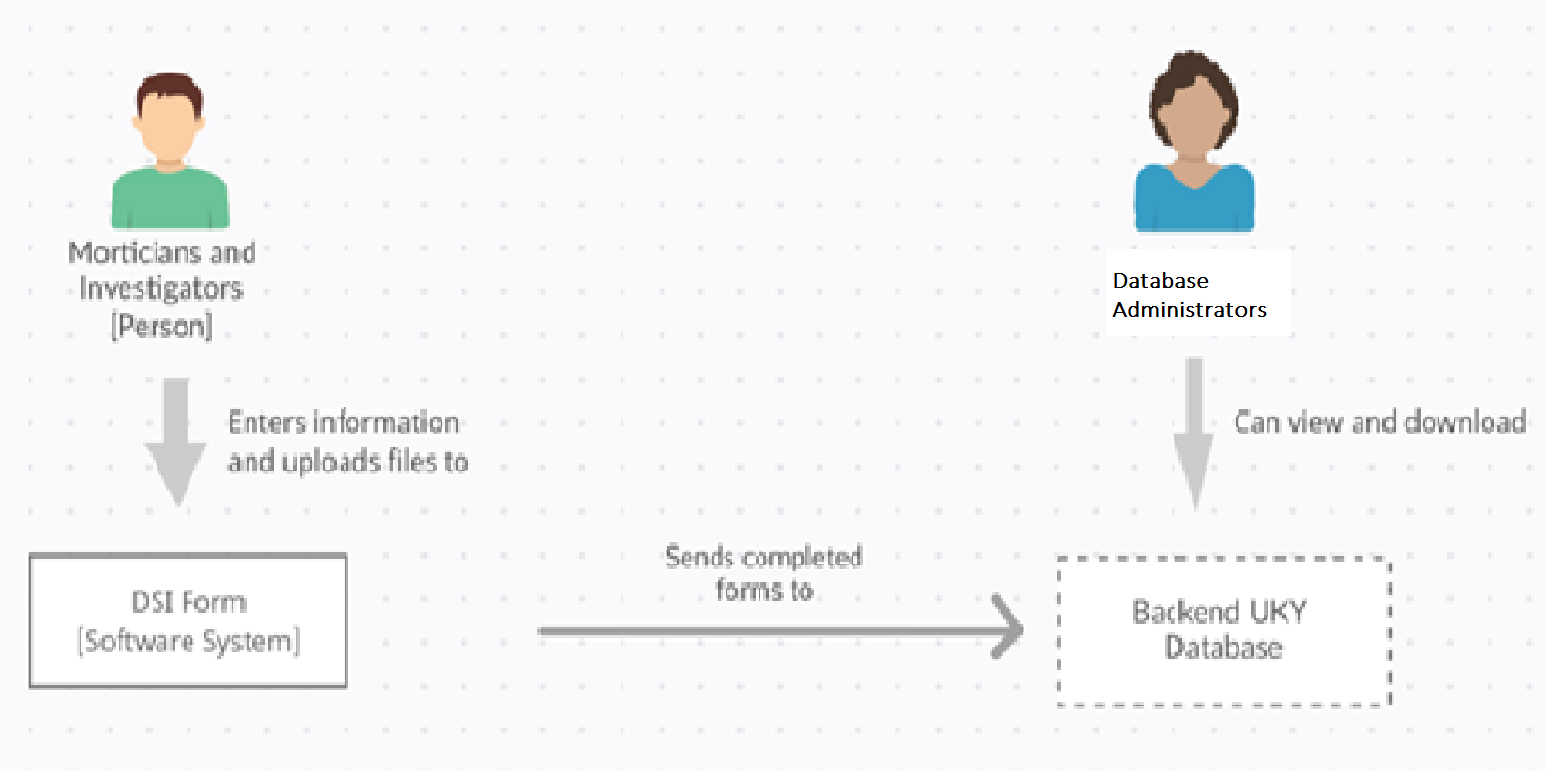 Morticians and
Investigators
[Person]
Database
Administrators
Enters information
and uploads files to
Can view and download
Sends completed
forms to
DSI Form
[Software System]
Backend UKY
Database